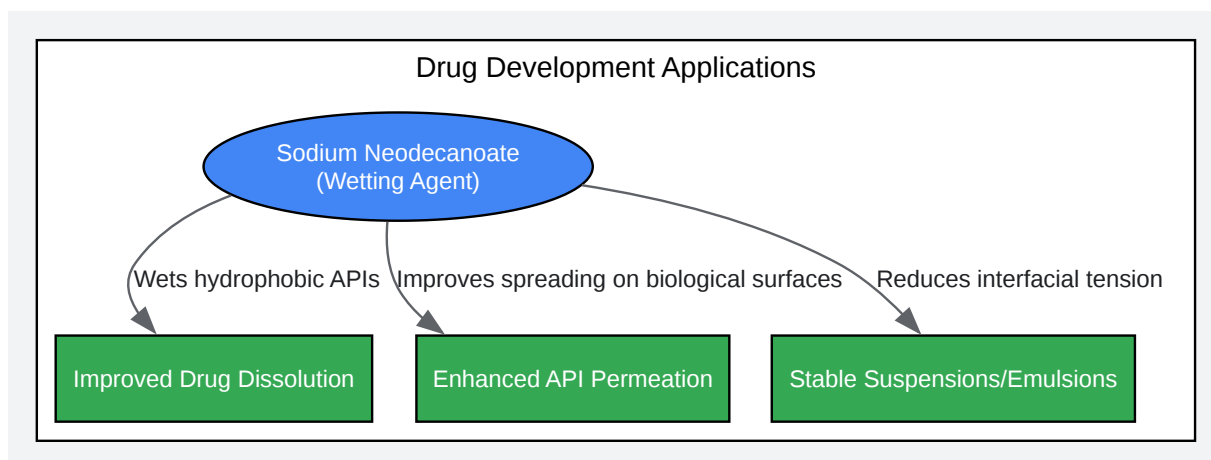 Drug Development Applications
Sodium Neodecanoate
(Wetting Agent)
Wets hydrophobic APIs
Improves spreading on biological surfaces
Reduces interfacial tension
Improved Drug Dissolution
Enhanced API Permeation
Stable Suspensions/Emulsions